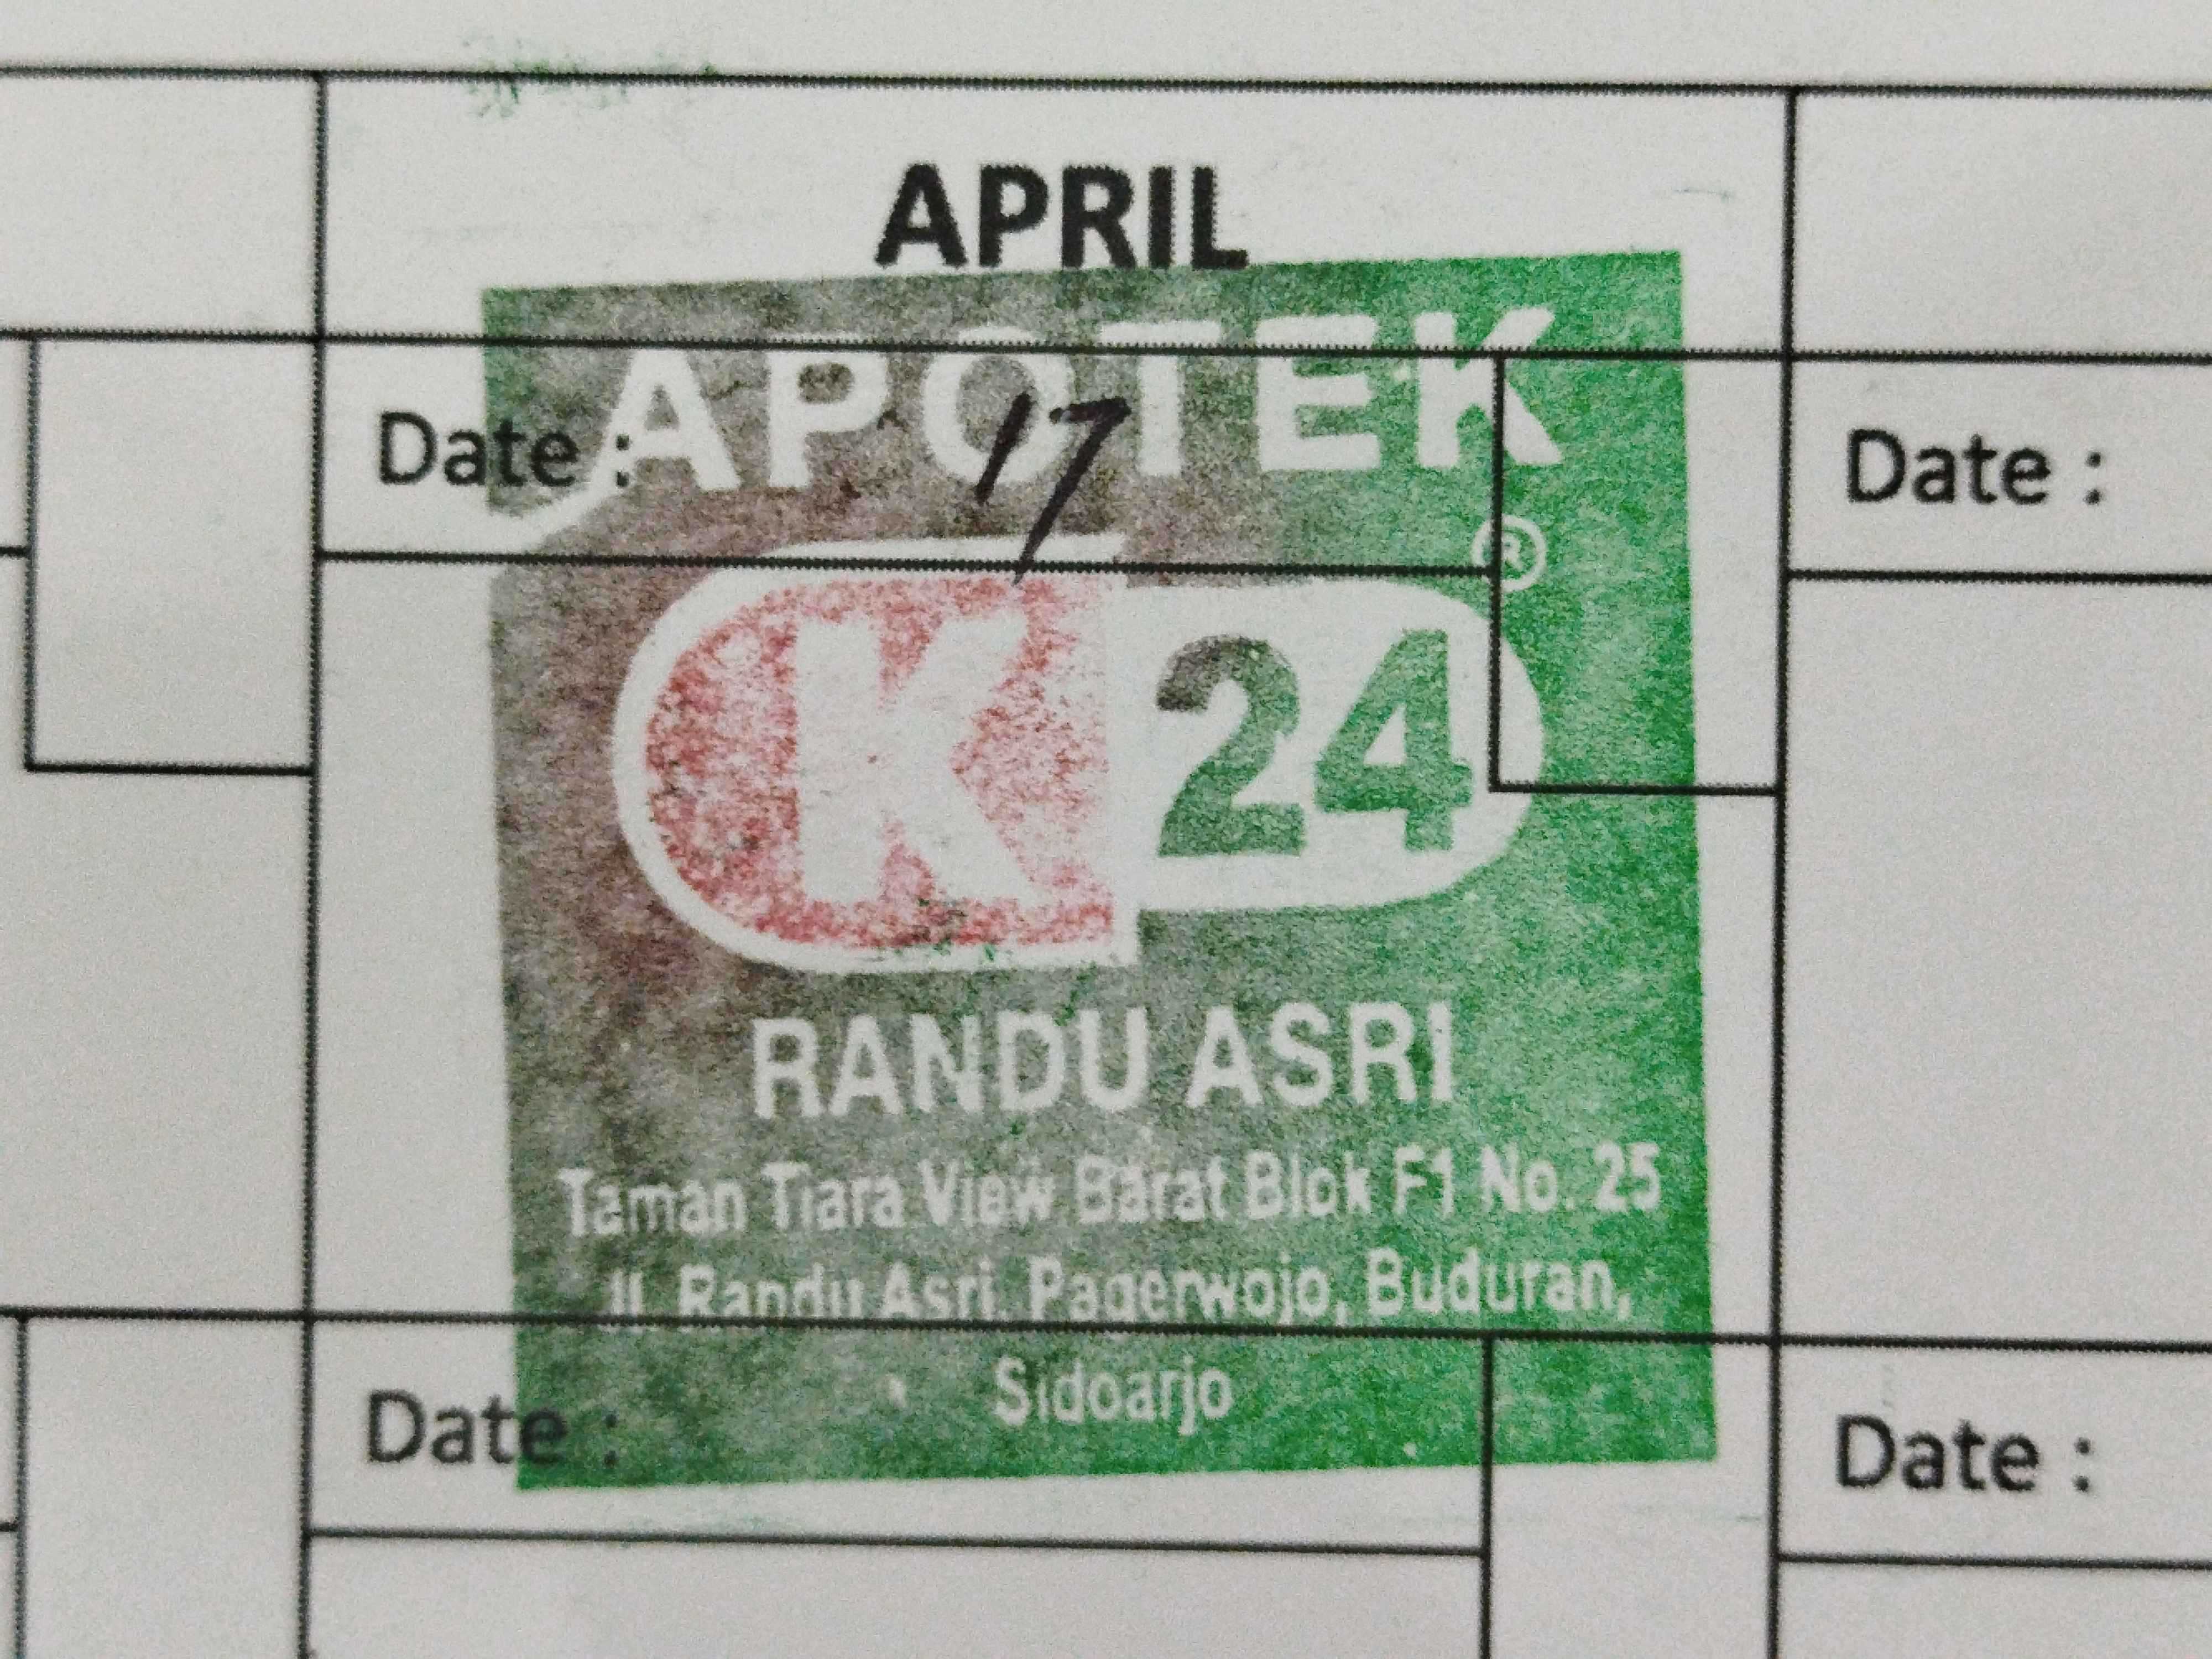 APRIL
Date : 17
Date :
APOTEK
K 24 ®
RANDU ASRI
Taman Tiara View Barat Blok F1 No. 25
Jl. Randu Asri, Pagerwojo, Buduran,
Sidoarjo
Date :
Date :